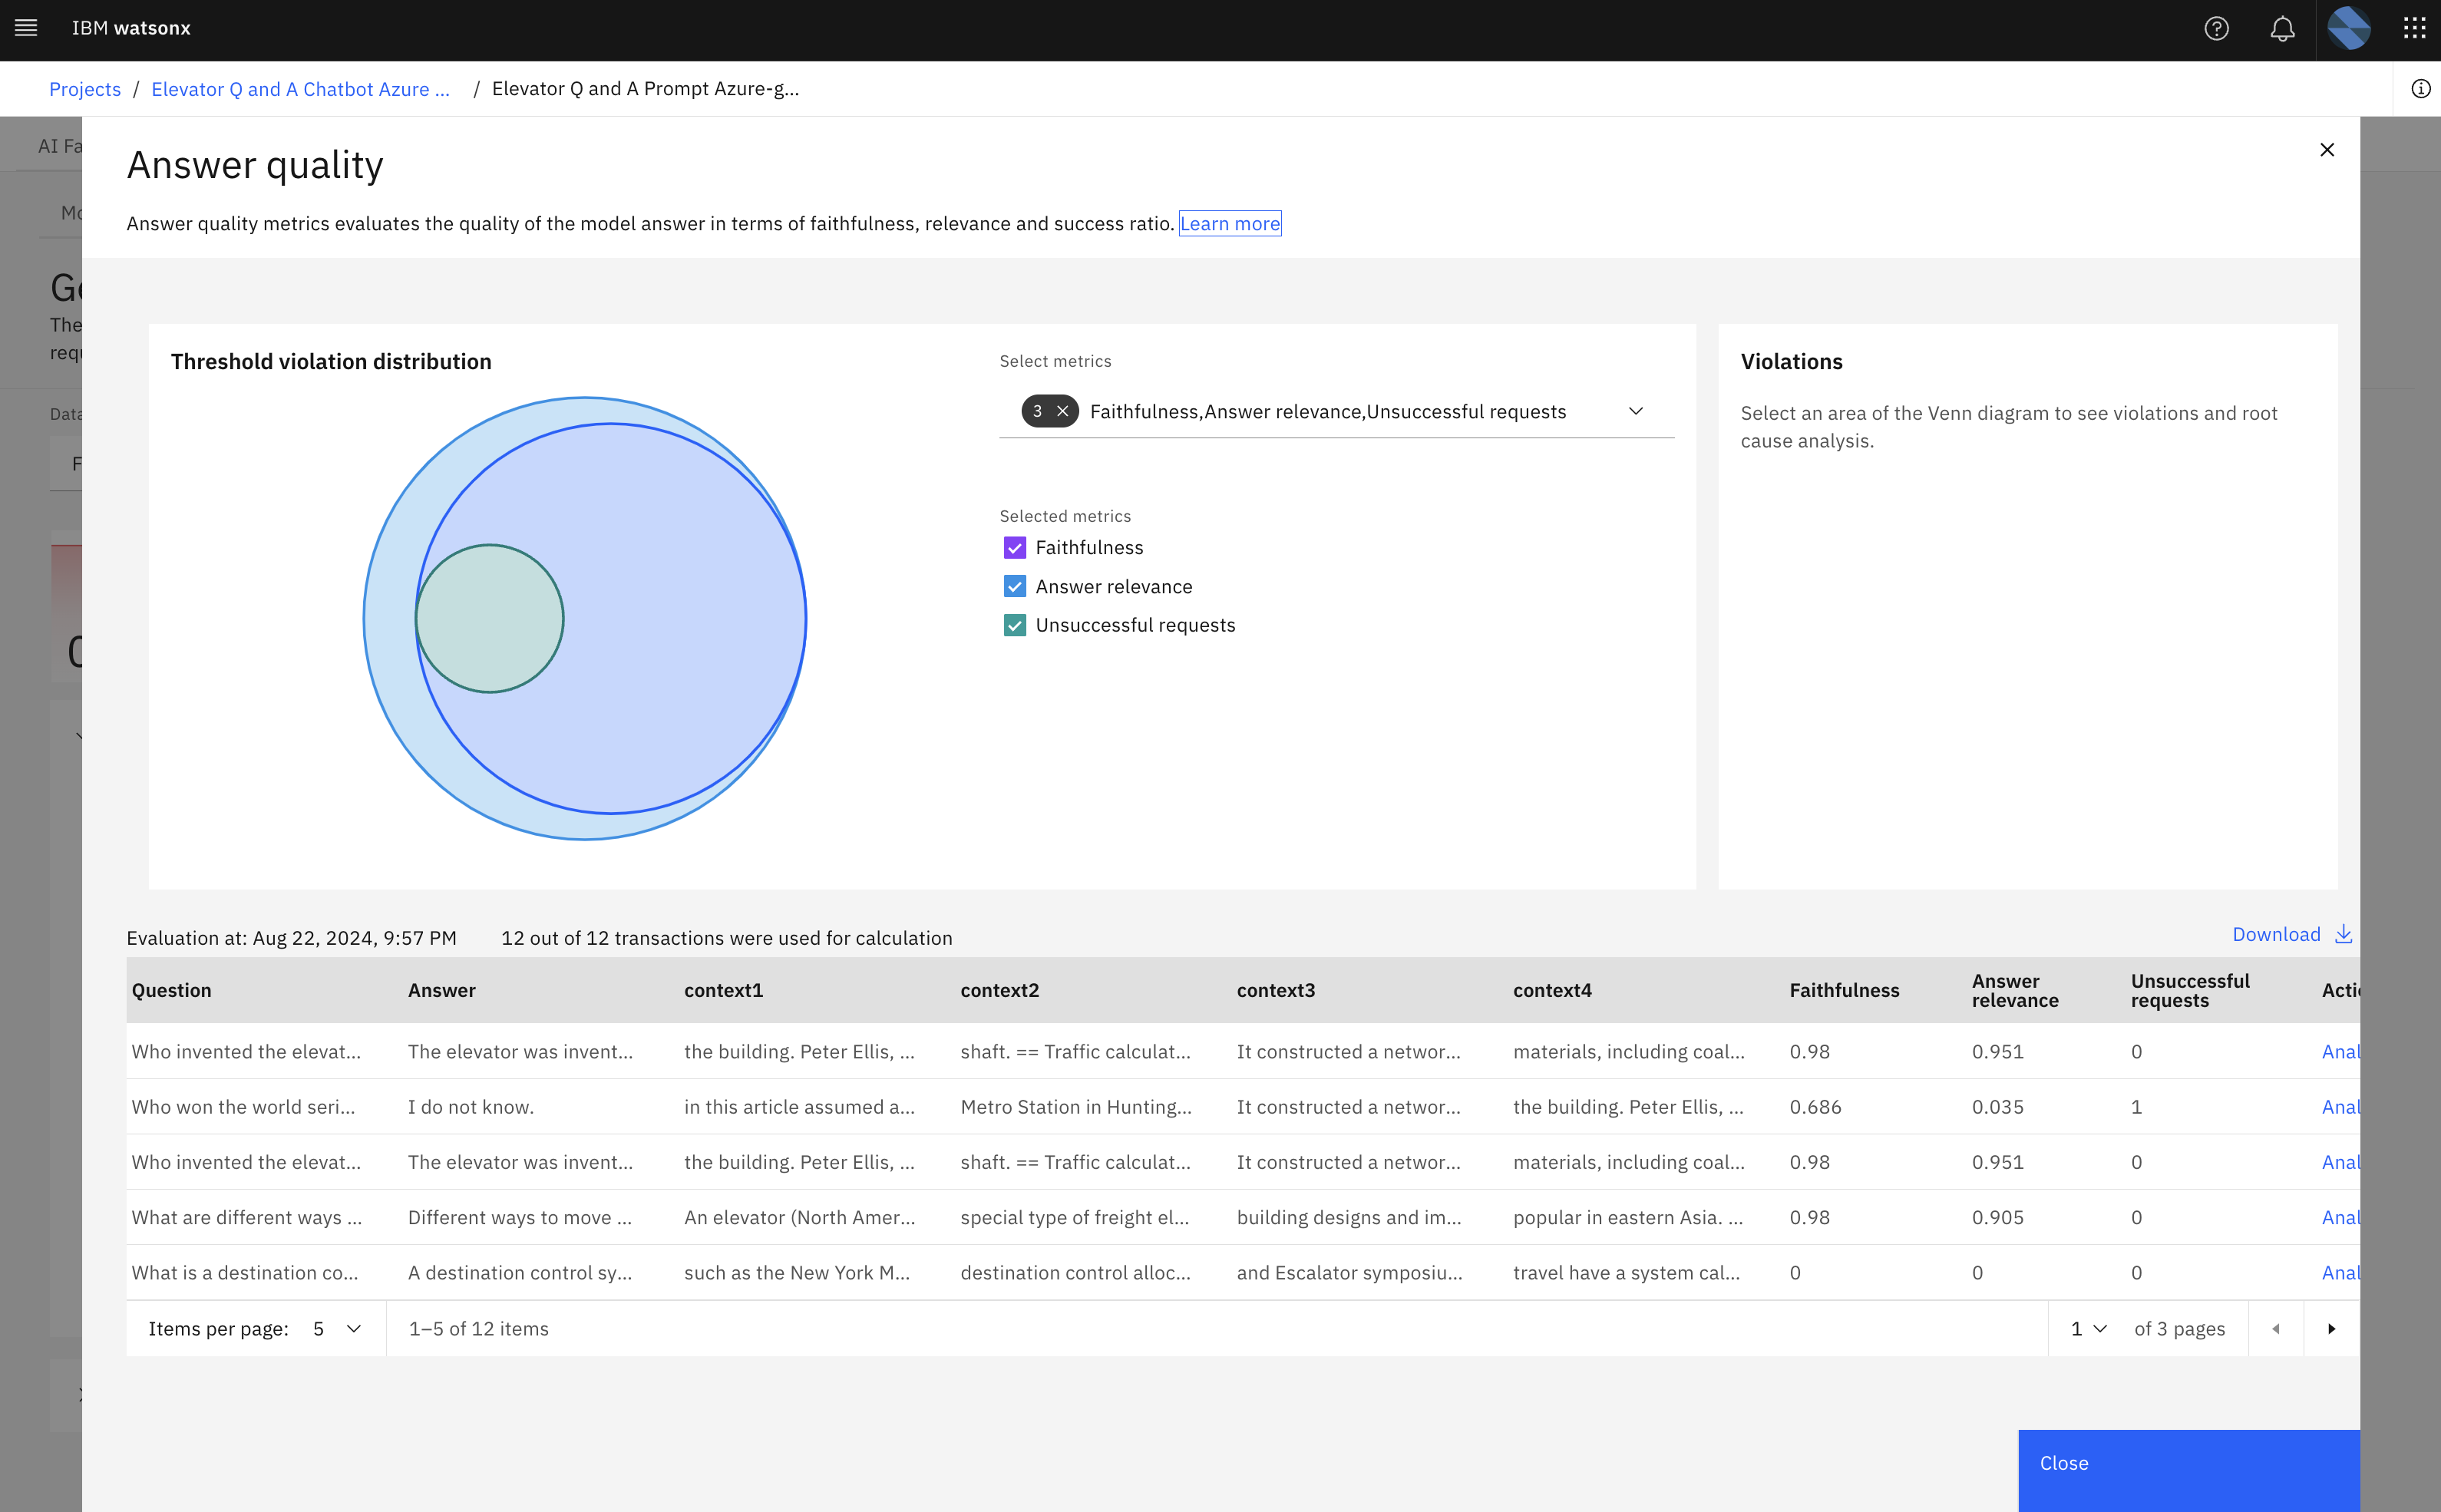 IBM watsonx
Projects / Elevator Q and A Chatbot Azure ... / Elevator Q and A Prompt Azure-g...
AI Fa
Mo
Ge
The
requ
Data
F
Answer quality
Answer quality metrics evaluates the quality of the model answer in terms of faithfulness, relevance and success ratio. Learn more
Threshold violation distribution
Select metrics
3 Faithfulness,Answer relevance,Unsuccessful requests
Selected metrics
Faithfulness
Answer relevance
Unsuccessful requests
Violations
Select an area of the Venn diagram to see violations and root
cause analysis.
Evaluation at: Aug 22, 2024, 9:57 PM 12 out of 12 transactions were used for calculation
Download
Question Answer context1 context2 context3 context4 Faithfulness Answer relevance Unsuccessful requests Actio
Who invented the elevat... The elevator was invent... the building. Peter Ellis, ... shaft. == Traffic calculat... It constructed a networ... materials, including coal... 0.98 0.951 0 Anal
Who won the world seri... I do not know. in this article assumed a... Metro Station in Hunting... It constructed a networ... the building. Peter Ellis, ... 0.686 0.035 1 Anal
Who invented the elevat... The elevator was invent... the building. Peter Ellis, ... shaft. == Traffic calculat... It constructed a networ... materials, including coal... 0.98 0.951 0 Anal
What are different ways ... Different ways to move ... An elevator (North Amer... special type of freight el... building designs and im... popular in eastern Asia. ... 0.98 0.905 0 Anal
What is a destination co... A destination control sy... such as the New York M... destination control alloc... and Escalator symposiu... travel have a system cal... 0 0 0 Anal
Items per page: 5 1–5 of 12 items 1 of 3 pages
Close